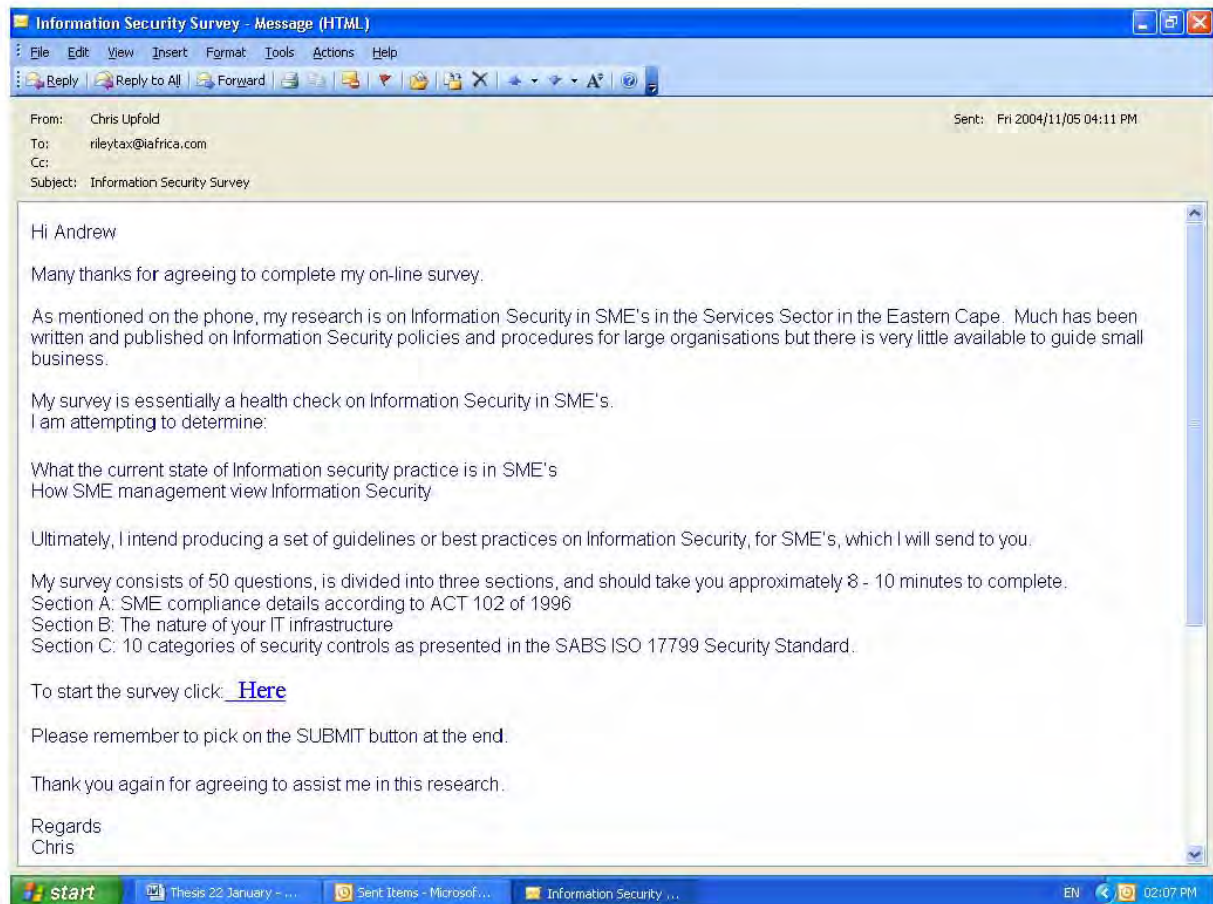 Information Security Survey - Message (HTML)
File Edit View Insert Format Tools Actions Help
Reply Reply to All Forward
From: Chris Upfold Sent: Fri 2004/11/05 04:11 PM
To: rileytax@iafrica.com
Cc:
Subject: Information Security Survey
Hi Andrew
Many thanks for agreeing to complete my on-line survey.
As mentioned on the phone, my research is on Information Security in SME's in the Services Sector in the Eastern Cape. Much has been
written and published on Information Security policies and procedures for large organisations but there is very little available to guide small
business.
My survey is essentially a health check on Information Security in SME's.
I am attempting to determine:
What the current state of Information security practice is in SME's
How SME management view Information Security
Ultimately, I intend producing a set of guidelines or best practices on Information Security, for SME's, which I will send to you.
My survey consists of 50 questions, is divided into three sections, and should take you approximately 8 - 10 minutes to complete.
Section A: SME compliance details according to ACT 102 of 1996
Section B: The nature of your IT infrastructure
Section C: 10 categories of security controls as presented in the SABS ISO 17799 Security Standard.
To start the survey click: Here
Please remember to pick on the SUBMIT button at the end.
Thank you again for agreeing to assist me in this research.
Regards
Chris
start Thesis 22 January - ... Sent Items - Microsof... Information Security ... EN 02:07 PM